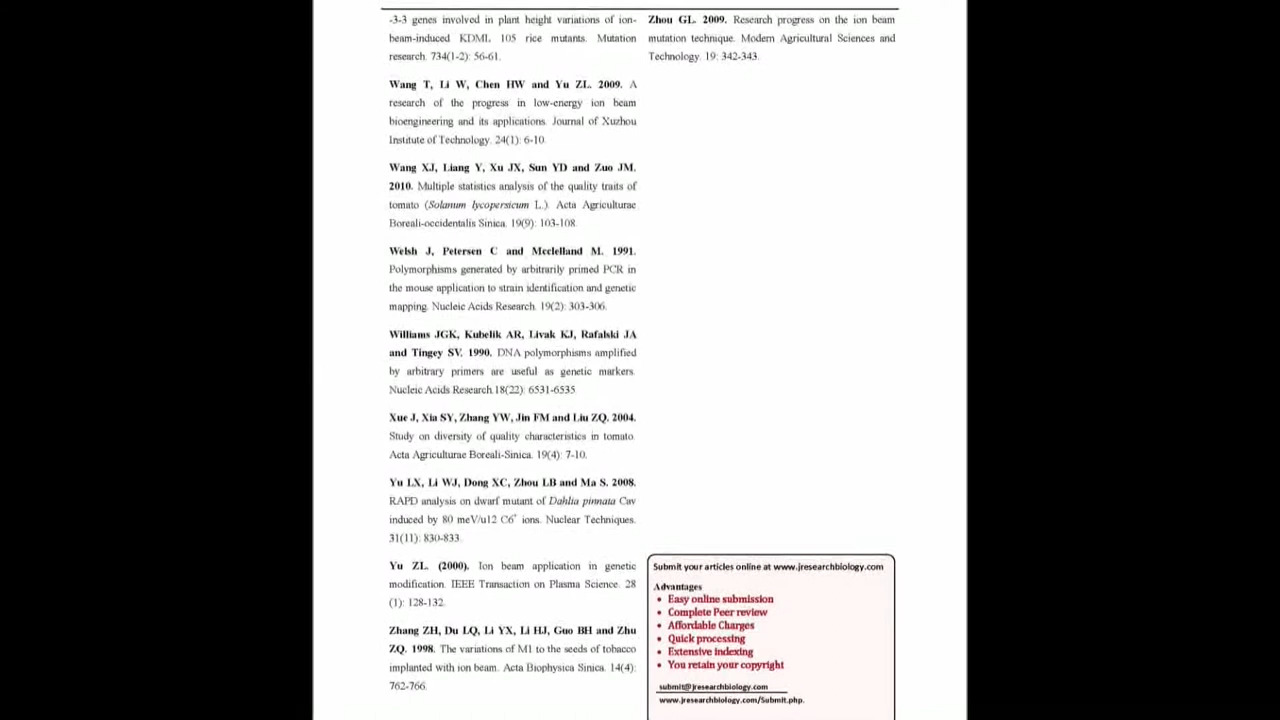 -3-3 genes involved in plant height variations of ion-
beam-induced KDML 105 rice mutants. Mutation
research. 734(1-2): 56-61.
Wang T, Li W, Chen HW and Yu ZL. 2009. A
research of the progress in low-energy ion beam
bioengineering and its applications. Journal of Xuzhou
Institute of Technology. 24(1): 6-10.
Wang XJ, Liang Y, Xu JX, Sun YD and Zuo JM.
2010. Multiple statistics analysis of the quality traits of
tomato (Solanum lycopersicum L.). Acta Agriculturae
Boreali-occidentalis Sinica. 19(9): 103-108.
Welsh J, Petersen C and Mcclelland M. 1991.
Polymorphisms generated by arbitrarily primed PCR in
the mouse application to strain identification and genetic
mapping. Nucleic Acids Research. 19(2): 303-306.
Williams JGK, Kubelik AR, Livak KJ, Rafalski JA
and Tingey SV. 1990. DNA polymorphisms amplified
by arbitrary primers are useful as genetic markers.
Nucleic Acids Research.18(22): 6531-6535
Xue J, Xia SY, Zhang YW, Jin FM and Liu ZQ. 2004.
Study on diversity of quality characteristics in tomato.
Acta Agriculturae Boreali-Sinica. 19(4): 7-10.
Yu LX, Li WJ, Dong XC, Zhou LB and Ma S. 2008.
RAPD analysis on dwarf mutant of Dahlia pinnata Cav
induced by 80 meV/u12 C6+ ions. Nuclear Techniques.
31(11): 830-833.
Yu ZL. (2000). Ion beam application in genetic
modification. IEEE Transaction on Plasma Science. 28
(1): 128-132.
Zhang ZH, Du LQ, Li YX, Li HJ, Guo BH and Zhu
ZQ. 1998. The variations of M1 to the seeds of tobacco
implanted with ion beam. Acta Biophysica Sinica. 14(4):
762-766.
Zhou GL. 2009. Research progress on the ion beam
mutation technique. Modern Agricultural Sciences and
Technology. 19: 342-343.
Submit your articles online at www.jresearchbiology.com
Advantages
• Easy online submission
• Complete Peer review
• Affordable Charges
• Quick processing
• Extensive indexing
• You retain your copyright
submit@jresearchbiology.com
www.jresearchbiology.com/Submit.php.